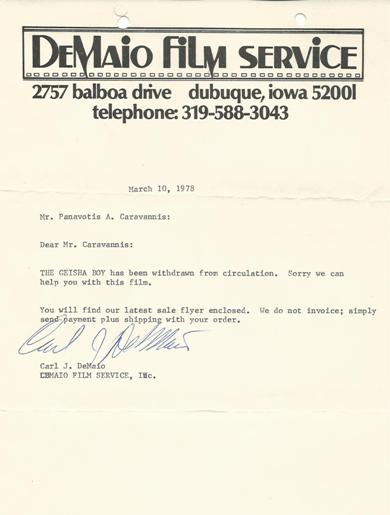 DeMaio Film Service
2757 balboa drive dubuque, iowa 52001
telephone: 319-588-3043
March 10, 1978
Mr. Panavotis A. Caravannis:
Dear Mr. Caravannis:
THE GEISHA BOY has been withdrawn from circulation. Sorry we can
help you with this film.
You will find our latest sale flyer enclosed. We do not invoice; simply
send payment plus shipping with your order.
Carl J DeMaio
Carl J. DeMaio
DEMAIO FILM SERVICE, INc.